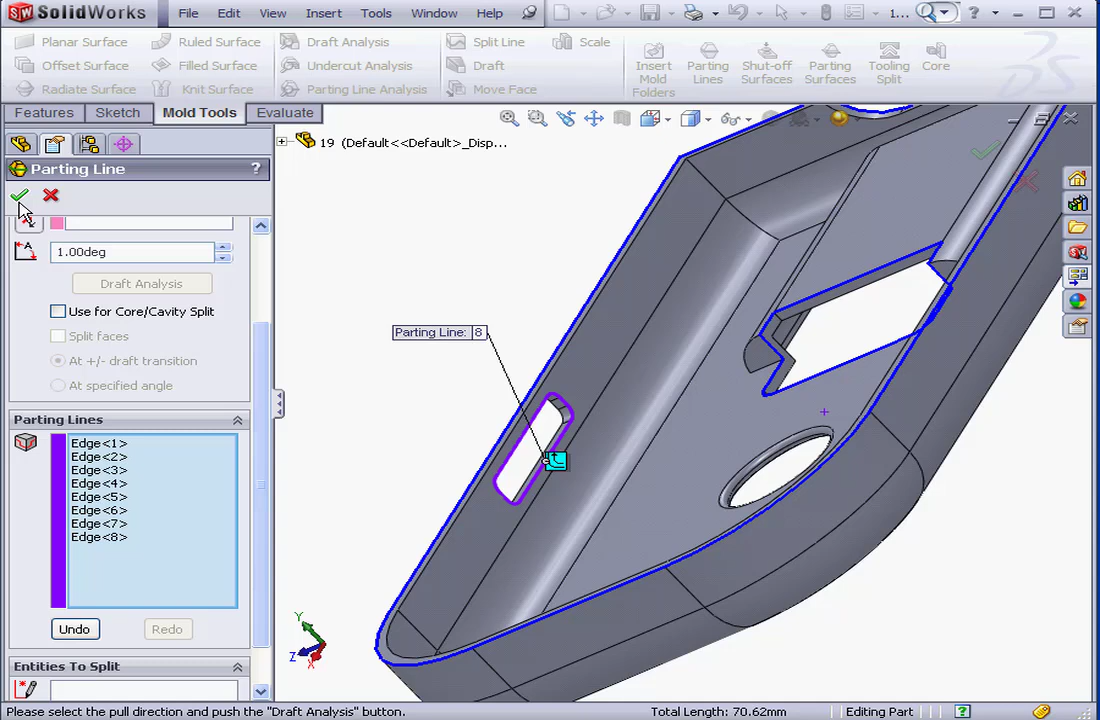 SolidWorks File Edit View Insert Tools Window Help 1... ?
Planar Surface Ruled Surface Draft Analysis Split Line Scale
Offset Surface Filled Surface Undercut Analysis Draft
Radiate Surface Knit Surface Parting Line Analysis Move Face
Insert Mold Folders
Parting Lines
Shut-off Surfaces
Parting Surfaces
Tooling Split
Core
Features Sketch Mold Tools Evaluate
19 (Default<<Default>_Disp...
Parting Line ?
1.00deg
Draft Analysis
Use for Core/Cavity Split
Split faces
At +/- draft transition
At specified angle
Parting Lines
Edge<1>
Edge<2>
Edge<3>
Edge<4>
Edge<5>
Edge<6>
Edge<7>
Edge<8>
Undo Redo
Entities To Split
Parting Line: 8
Y
Z
X
Please select the pull direction and push the "Draft Analysis" button. Total Length: 70.62mm Editing Part ?